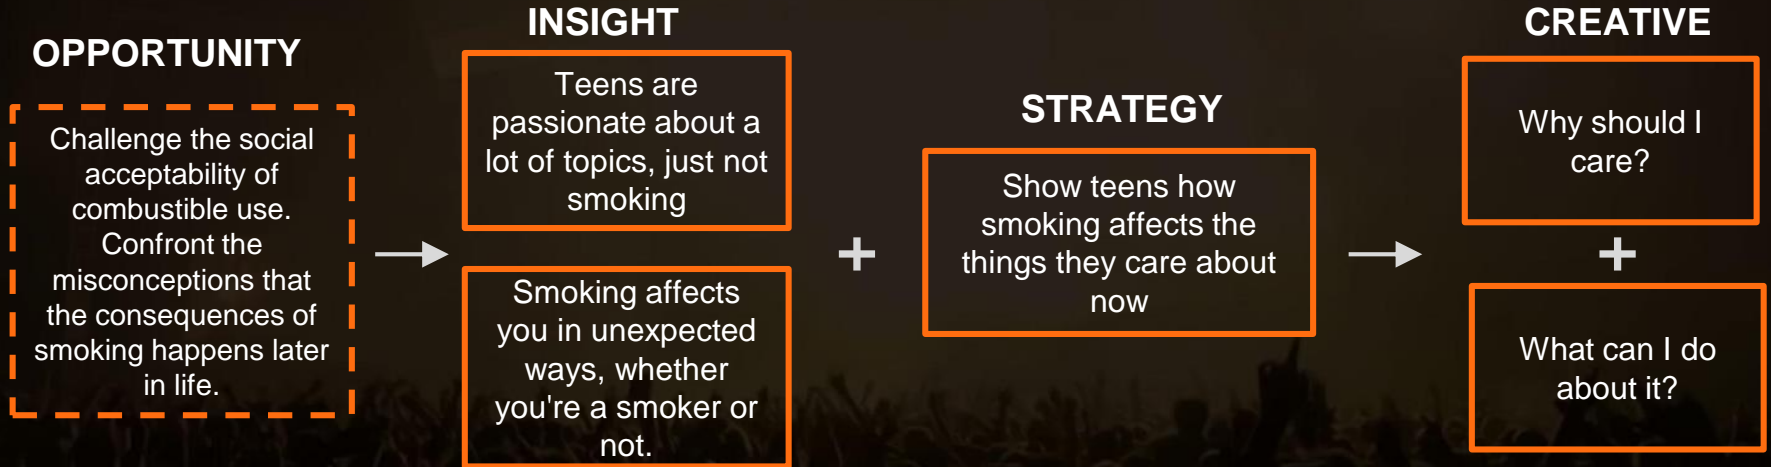 OPPORTUNITY
Challenge the social
acceptability of
combustible use.
Confront the
misconceptions that
the consequences of
smoking happens later
in life.
INSIGHT
Teens are
passionate about a
lot of topics, just not
smoking
Smoking affects
you in unexpected
ways, whether
you're a smoker or
not.
+
STRATEGY
Show teens how
smoking affects the
things they care about
now
CREATIVE
Why should I
care?
+
What can I do
about it?